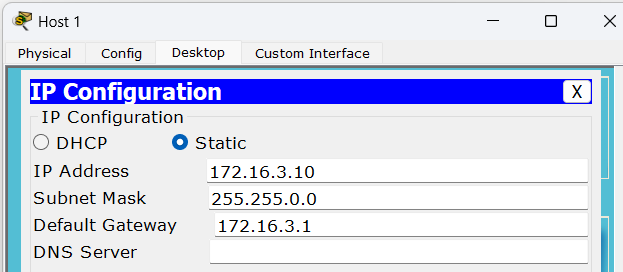 Host 1
Physical Config Desktop Custom Interface
IP Configuration X
IP Configuration
DHCP Static
IP Address 172.16.3.10
Subnet Mask 255.255.0.0
Default Gateway 172.16.3.1
DNS Server